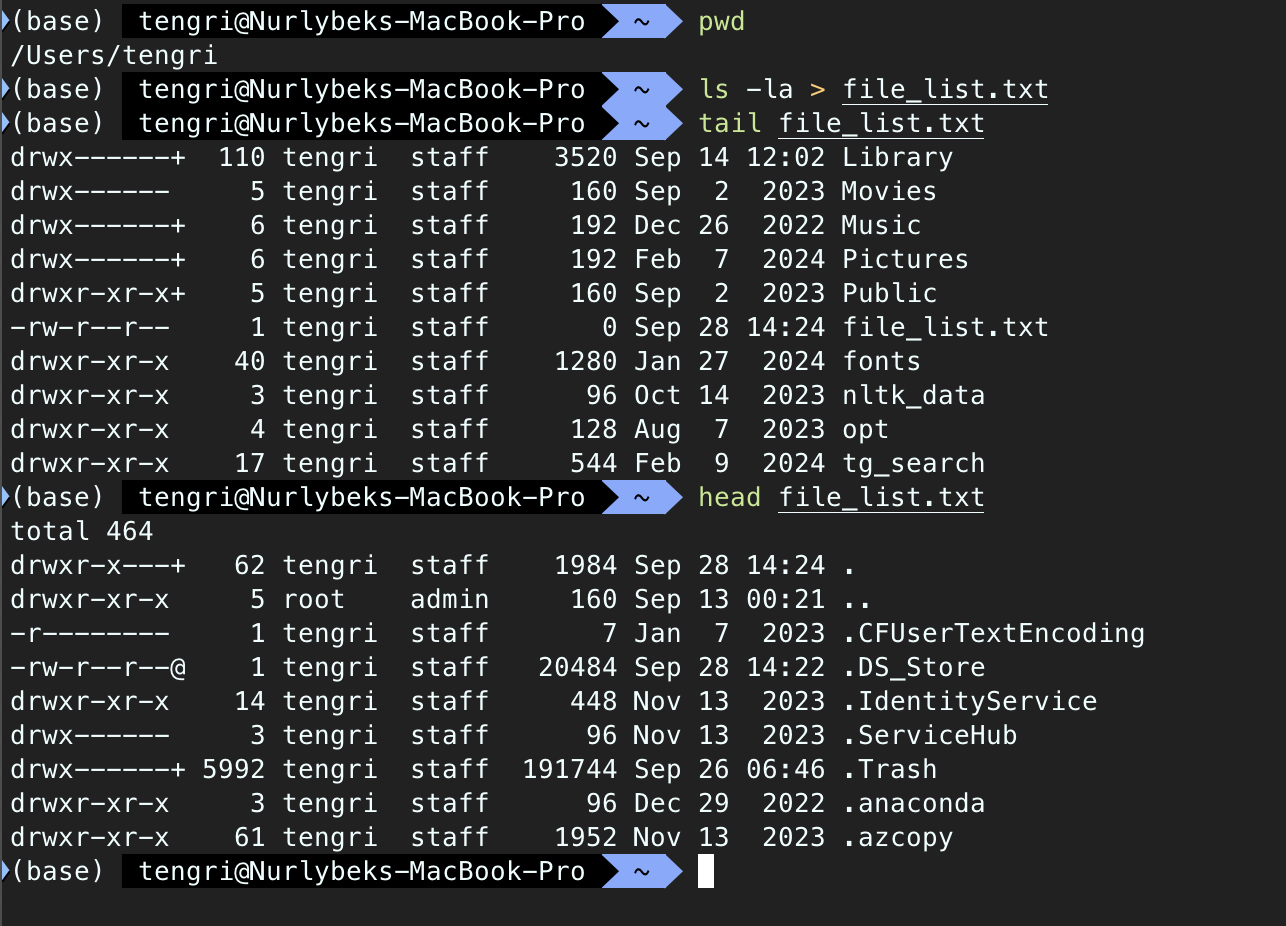 (base) tengri@Nurlybeks-MacBook-Pro ~ pwd
/Users/tengri
(base) tengri@Nurlybeks-MacBook-Pro ~ ls -la > file_list.txt
(base) tengri@Nurlybeks-MacBook-Pro ~ tail file_list.txt
drwx------+  110 tengri  staff    3520 Sep 14 12:02 Library
drwx------     5 tengri  staff     160 Sep  2  2023 Movies
drwx------+    6 tengri  staff     192 Dec 26  2022 Music
drwx------+    6 tengri  staff     192 Feb  7  2024 Pictures
drwxr-xr-x+    5 tengri  staff     160 Sep  2  2023 Public
-rw-r--r--     1 tengri  staff       0 Sep 28 14:24 file_list.txt
drwxr-xr-x    40 tengri  staff    1280 Jan 27  2024 fonts
drwxr-xr-x     3 tengri  staff      96 Oct 14  2023 nltk_data
drwxr-xr-x     4 tengri  staff     128 Aug  7  2023 opt
drwxr-xr-x    17 tengri  staff     544 Feb  9  2024 tg_search
(base) tengri@Nurlybeks-MacBook-Pro ~ head file_list.txt
total 464
drwxr-x---+   62 tengri  staff    1984 Sep 28 14:24 .
drwxr-xr-x     5 root    admin     160 Sep 13 00:21 ..
-r--------     1 tengri  staff       7 Jan  7  2023 .CFUserTextEncoding
-rw-r--r--@    1 tengri  staff   20484 Sep 28 14:22 .DS_Store
drwxr-xr-x    14 tengri  staff     448 Nov 13  2023 .IdentityService
drwx------     3 tengri  staff      96 Nov 13  2023 .ServiceHub
drwx------+ 5992 tengri  staff  191744 Sep 26 06:46 .Trash
drwxr-xr-x     3 tengri  staff      96 Dec 29  2022 .anaconda
drwxr-xr-x    61 tengri  staff    1952 Nov 13  2023 .azcopy
(base) tengri@Nurlybeks-MacBook-Pro ~